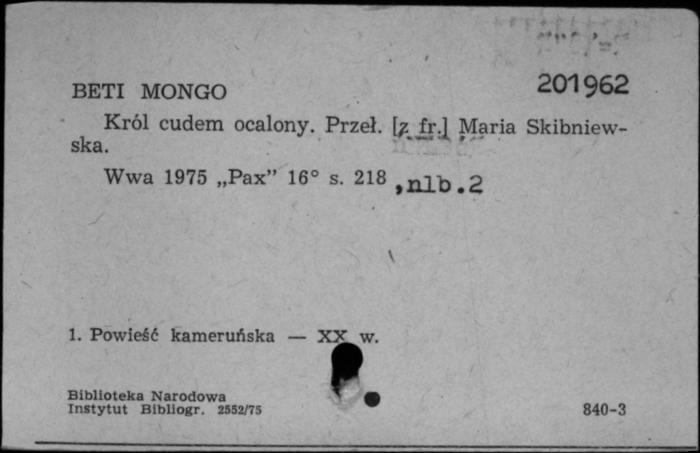 BETI MONGO
201962
Król cudem ocalony. Przeł. [z fr.] Maria Skibniew-
ska.
Wwa 1975 „Pax” 16° s. 218 , nlb. 2
1. Powieść kameruńska — XX w.
Biblioteka Narodowa
Instytut Bibliogr. 2552/75
840-3